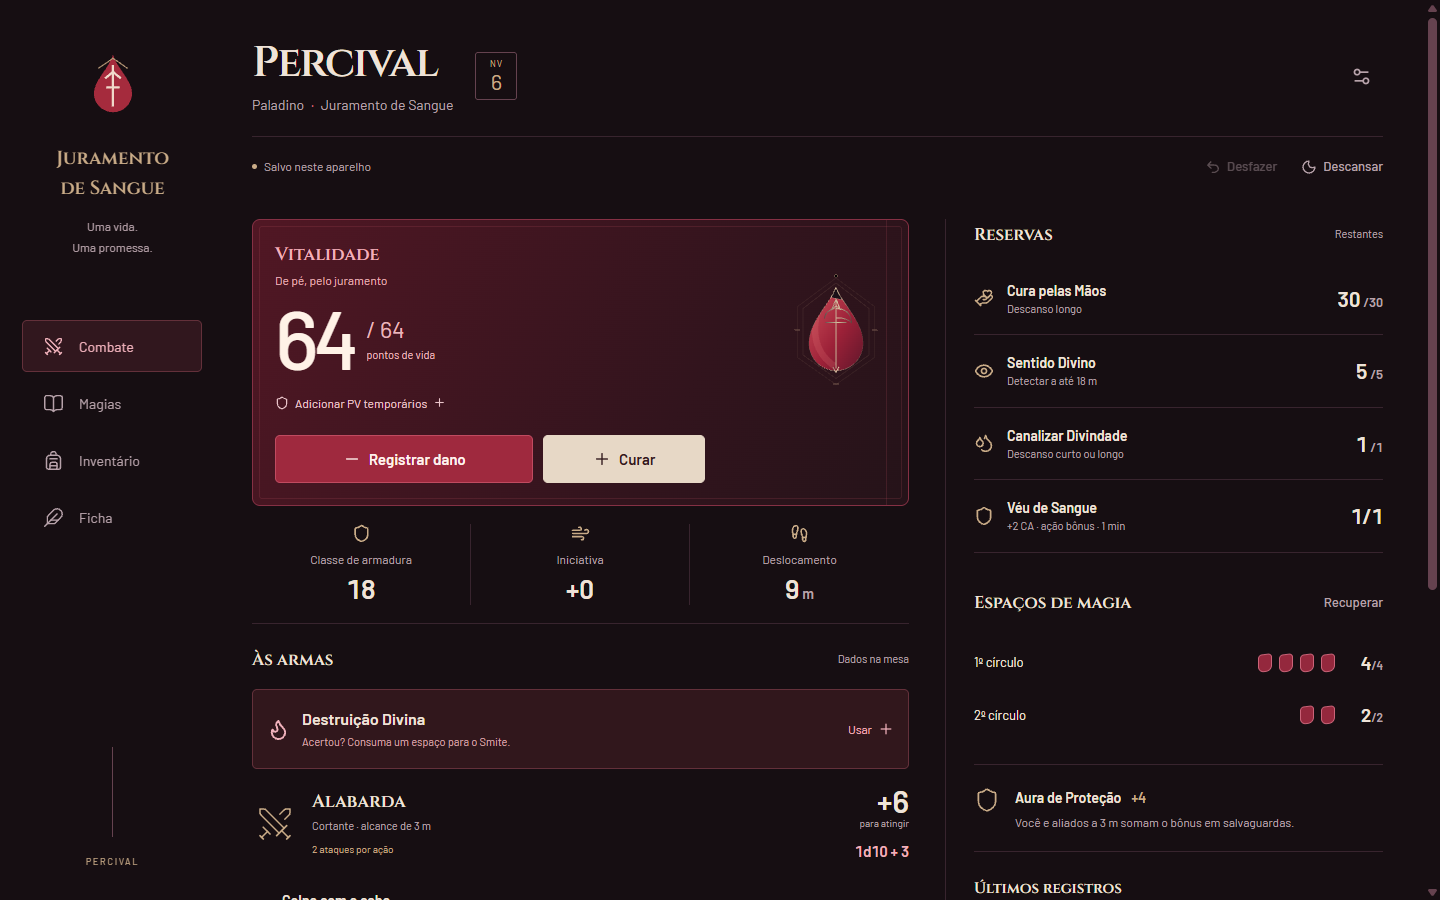 Juramento
de Sangue
Uma vida.
Uma promessa.
Combate
Magias
Inventário
Ficha
PERCIVAL
Percival
NV
6
Paladino · Juramento de Sangue
Salvo neste aparelho
Desfazer
Descansar
Vitalidade
De pé, pelo juramento
64 / 64
pontos de vida
Adicionar PV temporários +
Registrar dano
Curar
Classe de armadura
18
Iniciativa
+0
Deslocamento
9 m
Às armas
Dados na mesa
Destruição Divina
Acertou? Consuma um espaço para o Smite.
Usar +
Alabarda
Cortante · alcance de 3 m
2 ataques por ação
+6
para atingir
1d10 + 3
Golpe com o cabo
Reservas
Restantes
Cura pelas Mãos
Descanso longo
30 /30
Sentido Divino
Detectar a até 18 m
5 /5
Canalizar Divindade
Descanso curto ou longo
1 /1
Véu de Sangue
+2 CA · ação bônus · 1 min
1/1
Espaços de magia
Recuperar
1º círculo
4/4
2º círculo
2/2
Aura de Proteção +4
Você e aliados a 3 m somam o bônus em salvaguardas.
Últimos registros